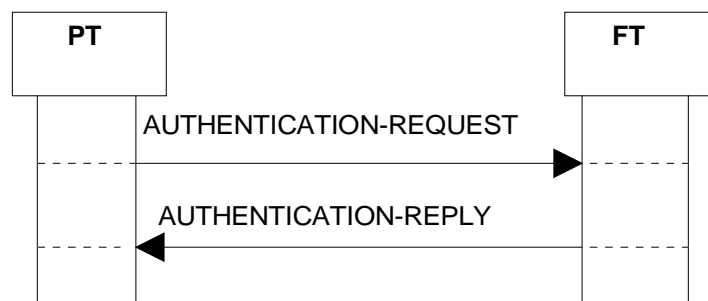 PT
FT
AUTHENTICATION-REQUEST
AUTHENTICATION-REPLY